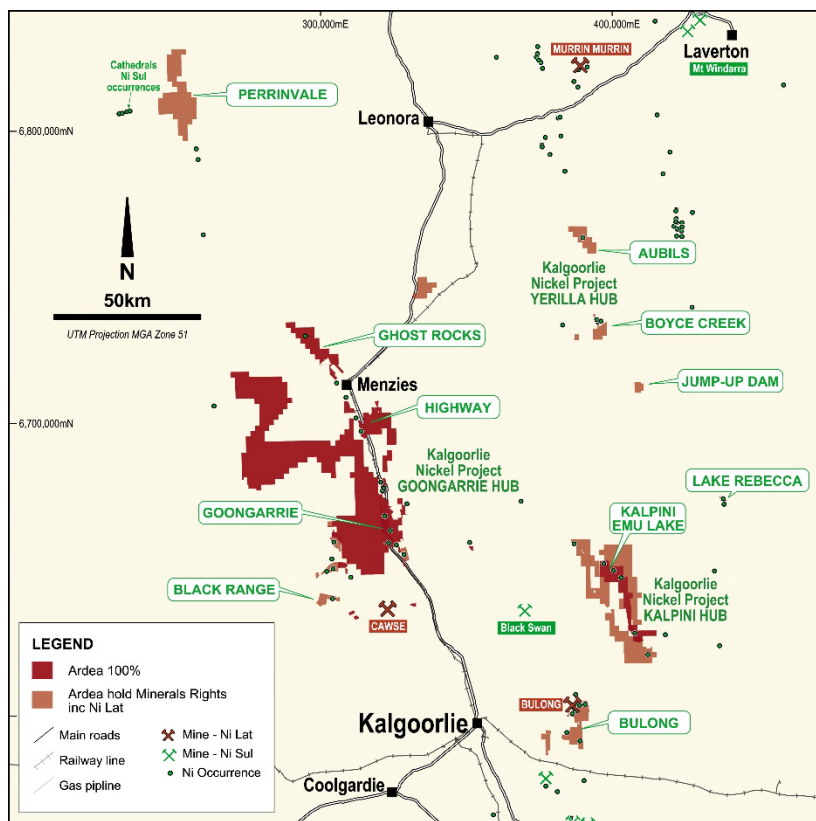 300,000mE
400,000mE
MURRIN MURRIN
Laverton
Mt Windarra
Cathedrals
Ni Sul
occurrences
PERRINVALE
Leonora
6,800,000mN
N
50km
UTM Projection MGA Zone 51
AUBILS
Kalgoorlie
Nickel Project
YERILLA HUB
BOYCE CREEK
GHOST ROCKS
Menzies
JUMP-UP DAM
HIGHWAY
6,700,000mN
Kalgoorlie
Nickel Project
GOONGARRIE HUB
LAKE REBECCA
GOONGARRIE
KALPINI
EMU LAKE
BLACK RANGE
Kalgoorlie
Nickel Project
KALPINI HUB
CAWSE
Black Swan
LEGEND
Ardea 100%
Ardea hold Minerals Rights
inc Ni Lat
Main roads
Railway line
Gas pipline
Mine - Ni Lat
Mine - Ni Sul
Ni Occurrence
BULONG
Kalgoorlie
BULONG
Coolgardie